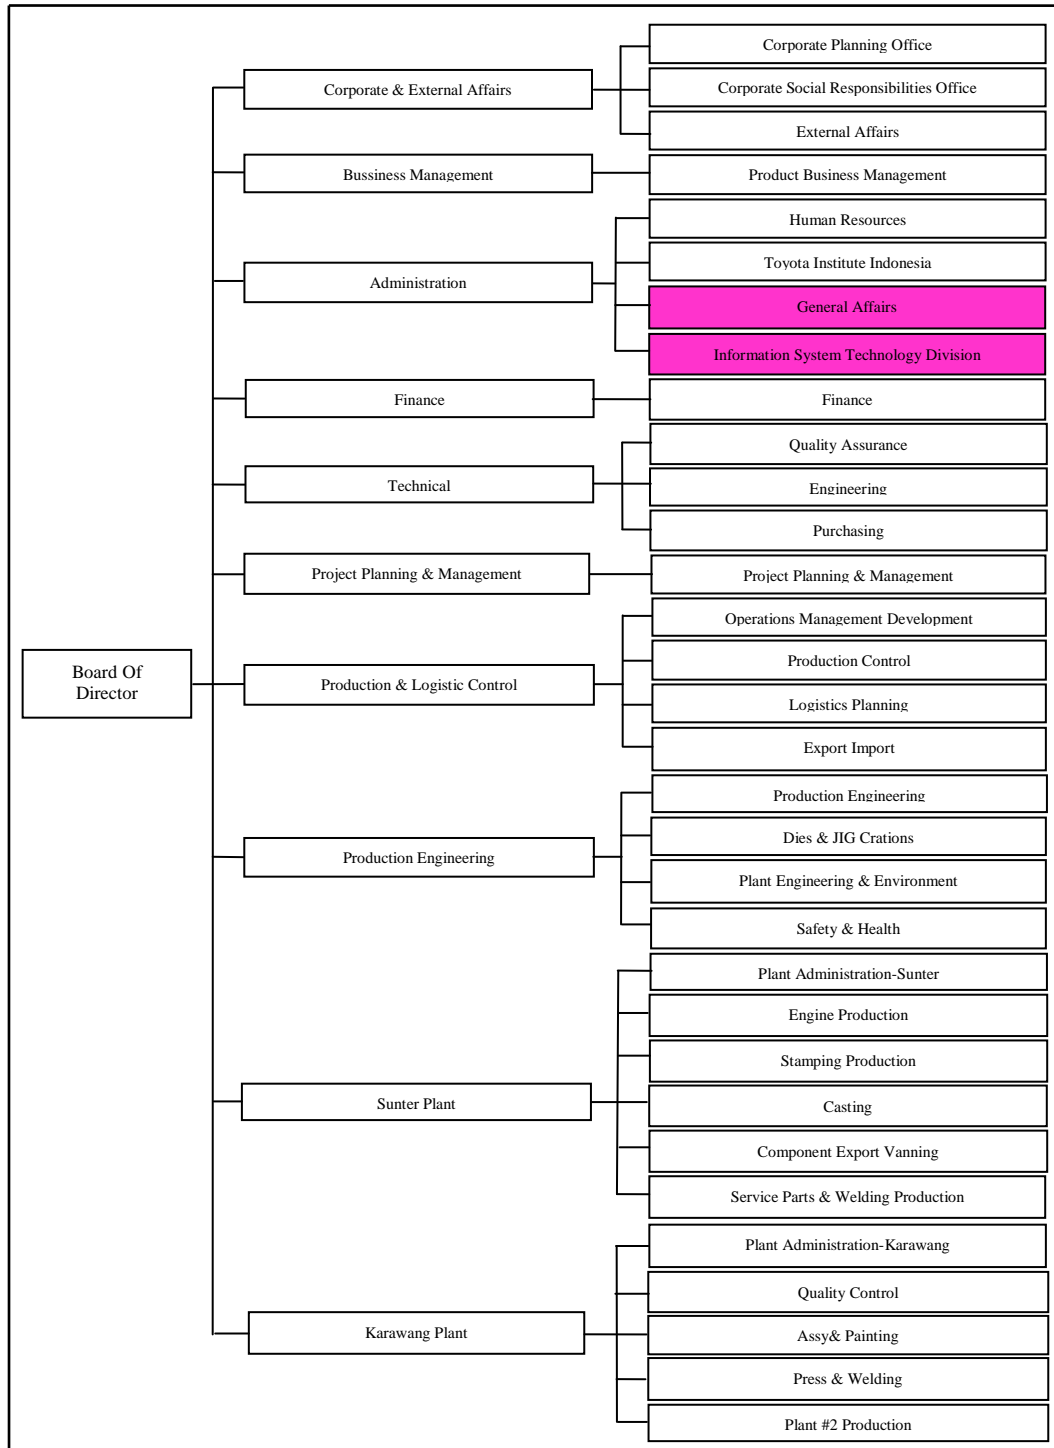 Corporate Planning Office
Corporate & External Affairs
Corporate Social Responsibilities Office
External Affairs
Bussiness Management
Product Business Management
Human Resources
Toyota Institute Indonesia
Administration
General Affairs
Information System Technology Division
Finance
Finance
Quality Assurance
Technical
Engineering
Purchasing
Project Planning & Management
Project Planning & Management
Operations Management Development
Board Of
Director
Production Control
Production & Logistic Control
Logistics Planning
Export Import
Production Engineering
Dies & JIG Crations
Production Engineering
Plant Engineering & Environment
Safety & Health
Plant Administration-Sunter
Engine Production
Stamping Production
Sunter Plant
Casting
Component Export Vanning
Service Parts & Welding Production
Plant Administration-Karawang
Quality Control
Karawang Plant
Assy& Painting
Press & Welding
Plant #2 Production